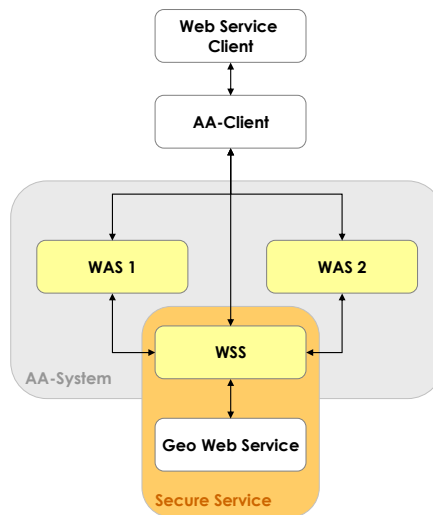 Web Service
Client
AA-Client
WAS 1
WAS 2
WSS
AA-System
Geo Web Service
Secure Service